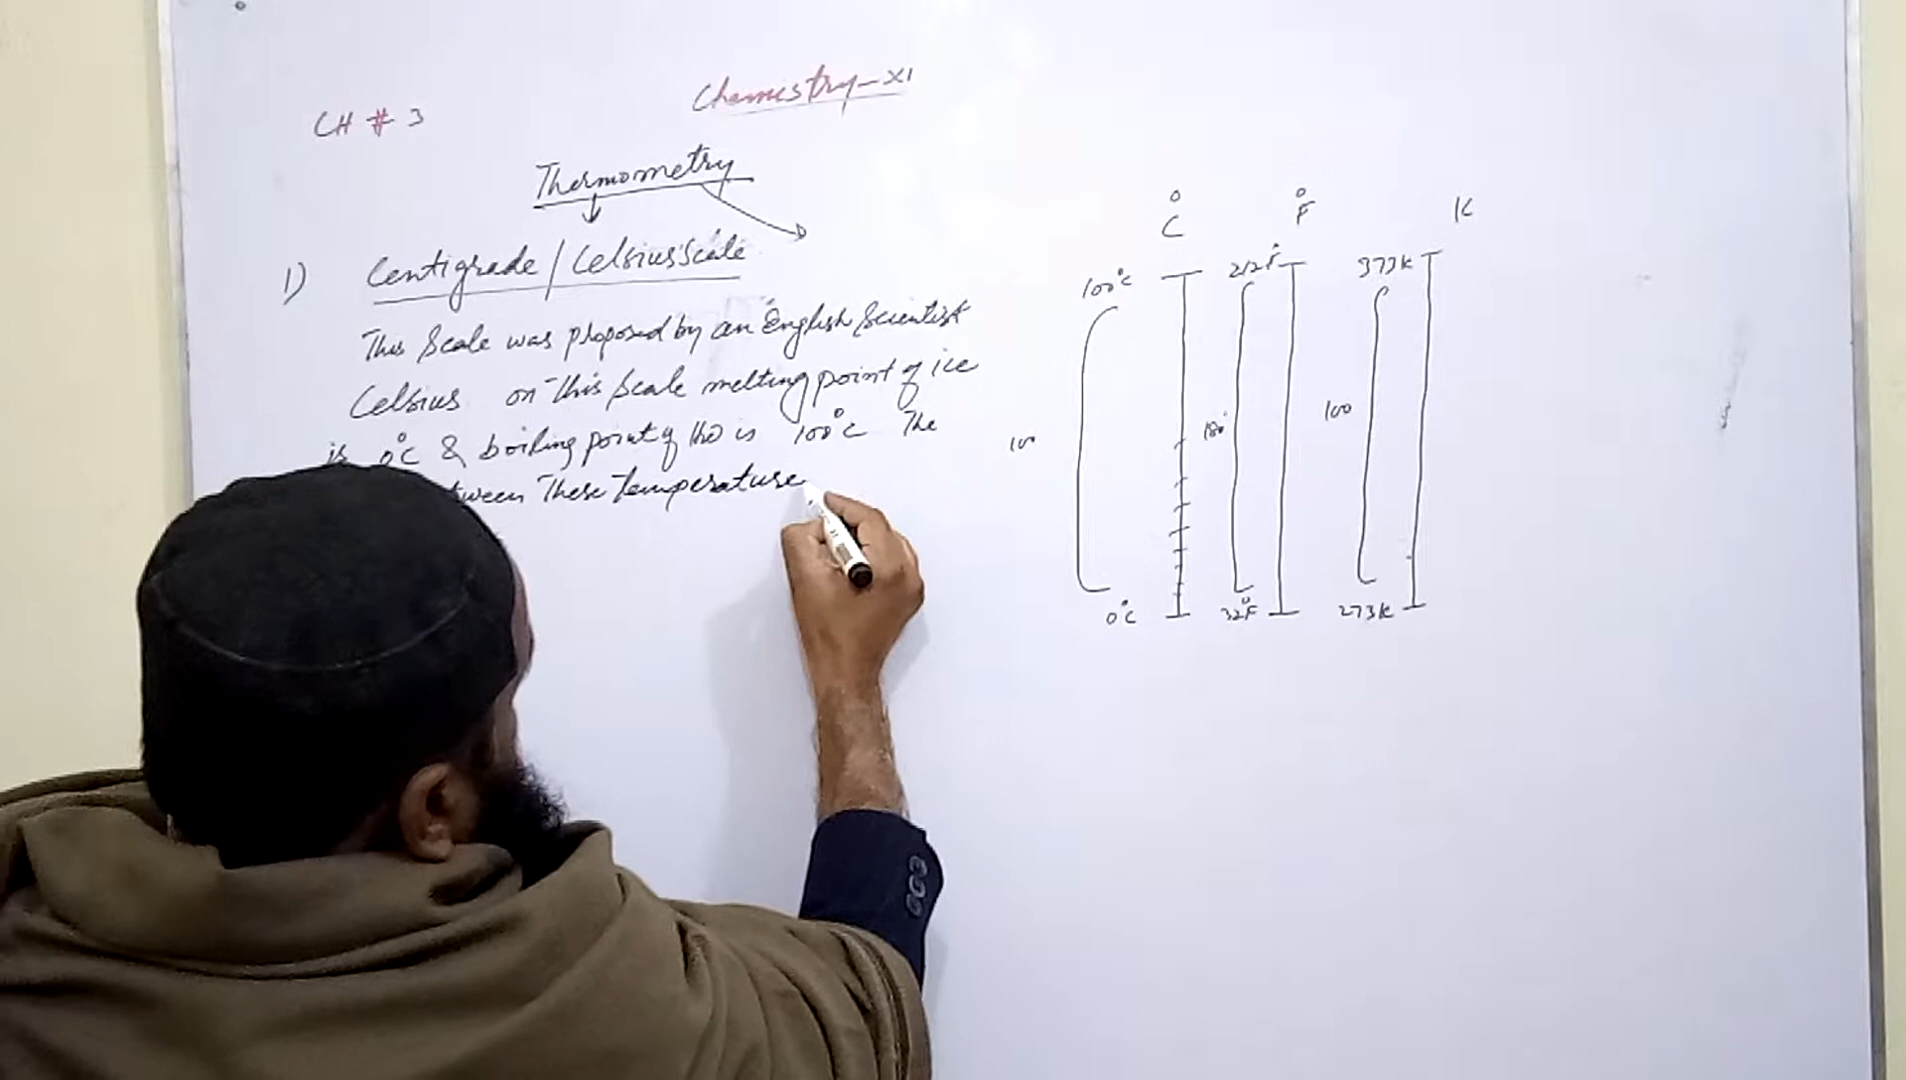 Chemistry-XI
CH # 3
Thermometry
1) Centigrade / Celsius Scale
This Scale was proposed by an English Scientist
Celsius on this scale melting point of ice
is 0°C & boiling point of H2O is 100°C The
between These temperature
°C °F K
100°C 212°F 373K
100 180 100
0°C 32°F 273K